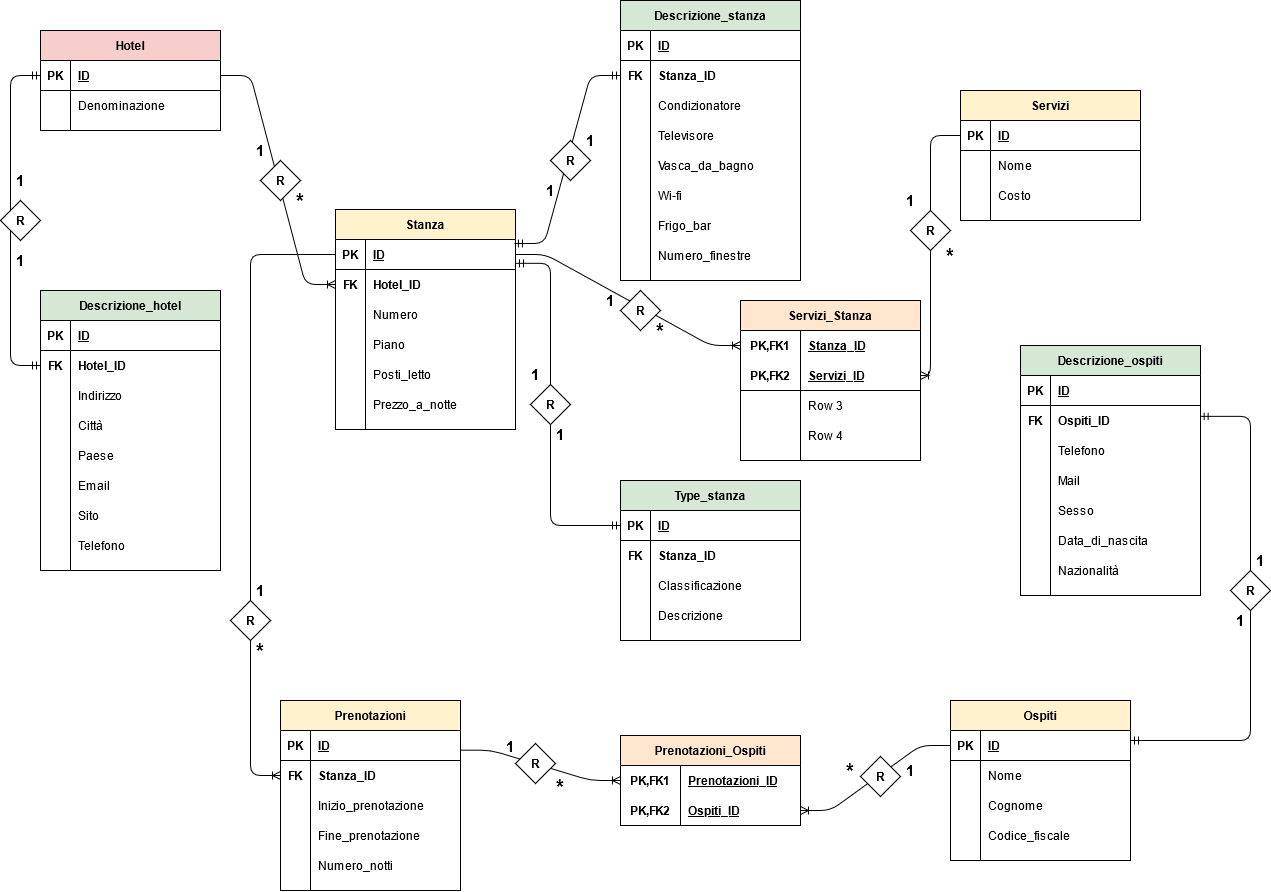 Hotel
PK ID
Denominazione
1
*
1
R
1
R
Descrizione_hotel
PK ID
FK Hotel_ID
Indirizzo
Città
Paese
Email
Sito
Telefono
Stanza
PK ID
FK Hotel_ID
Numero
Piano
Posti_letto
Prezzo_a_notte
Descrizione_stanza
PK ID
FK Stanza_ID
Condizionatore
Televisore
Vasca_da_bagno
Wi-fi
Frigo_bar
Numero_finestre
1
R
1
Servizi
PK ID
Nome
Costo
1
R
*
1
R
*
Servizi_Stanza
PK,FK1 Stanza_ID
PK,FK2 Servizi_ID
Row 3
Row 4
1
R
1
Type_stanza
PK ID
FK Stanza_ID
Classificazione
Descrizione
Descrizione_ospiti
PK ID
FK Ospiti_ID
Telefono
Mail
Sesso
Data_di_nascita
Nazionalità
1
R
1
1
R
*
Prenotazioni
PK ID
FK Stanza_ID
Inizio_prenotazione
Fine_prenotazione
Numero_notti
1
R
*
Prenotazioni_Ospiti
PK,FK1 Prenotazioni_ID
PK,FK2 Ospiti_ID
*
R
1
Ospiti
PK ID
Nome
Cognome
Codice_fiscale